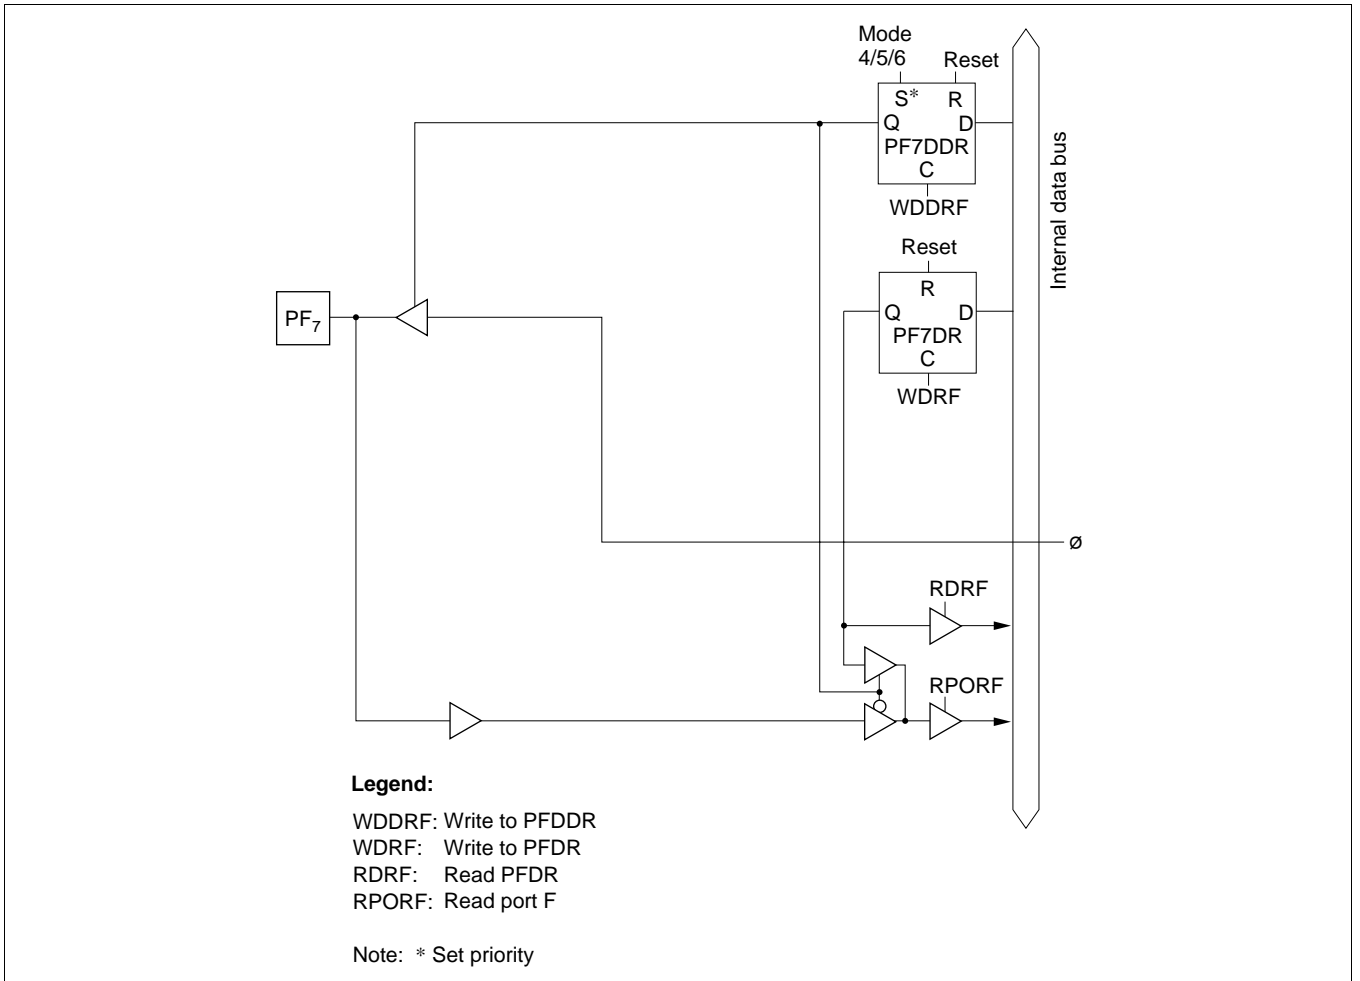 Mode
4/5/6
Reset
S* R
Q D
PF7DDR
C
WDDRF
Internal data bus
Reset
R
Q D
PF7DR
C
WDRF
PF7
ø
RDRF
RPORF
Legend:
WDDRF: Write to PFDDR
WDRF: Write to PFDR
RDRF: Read PFDR
RPORF: Read port F
Note: * Set priority